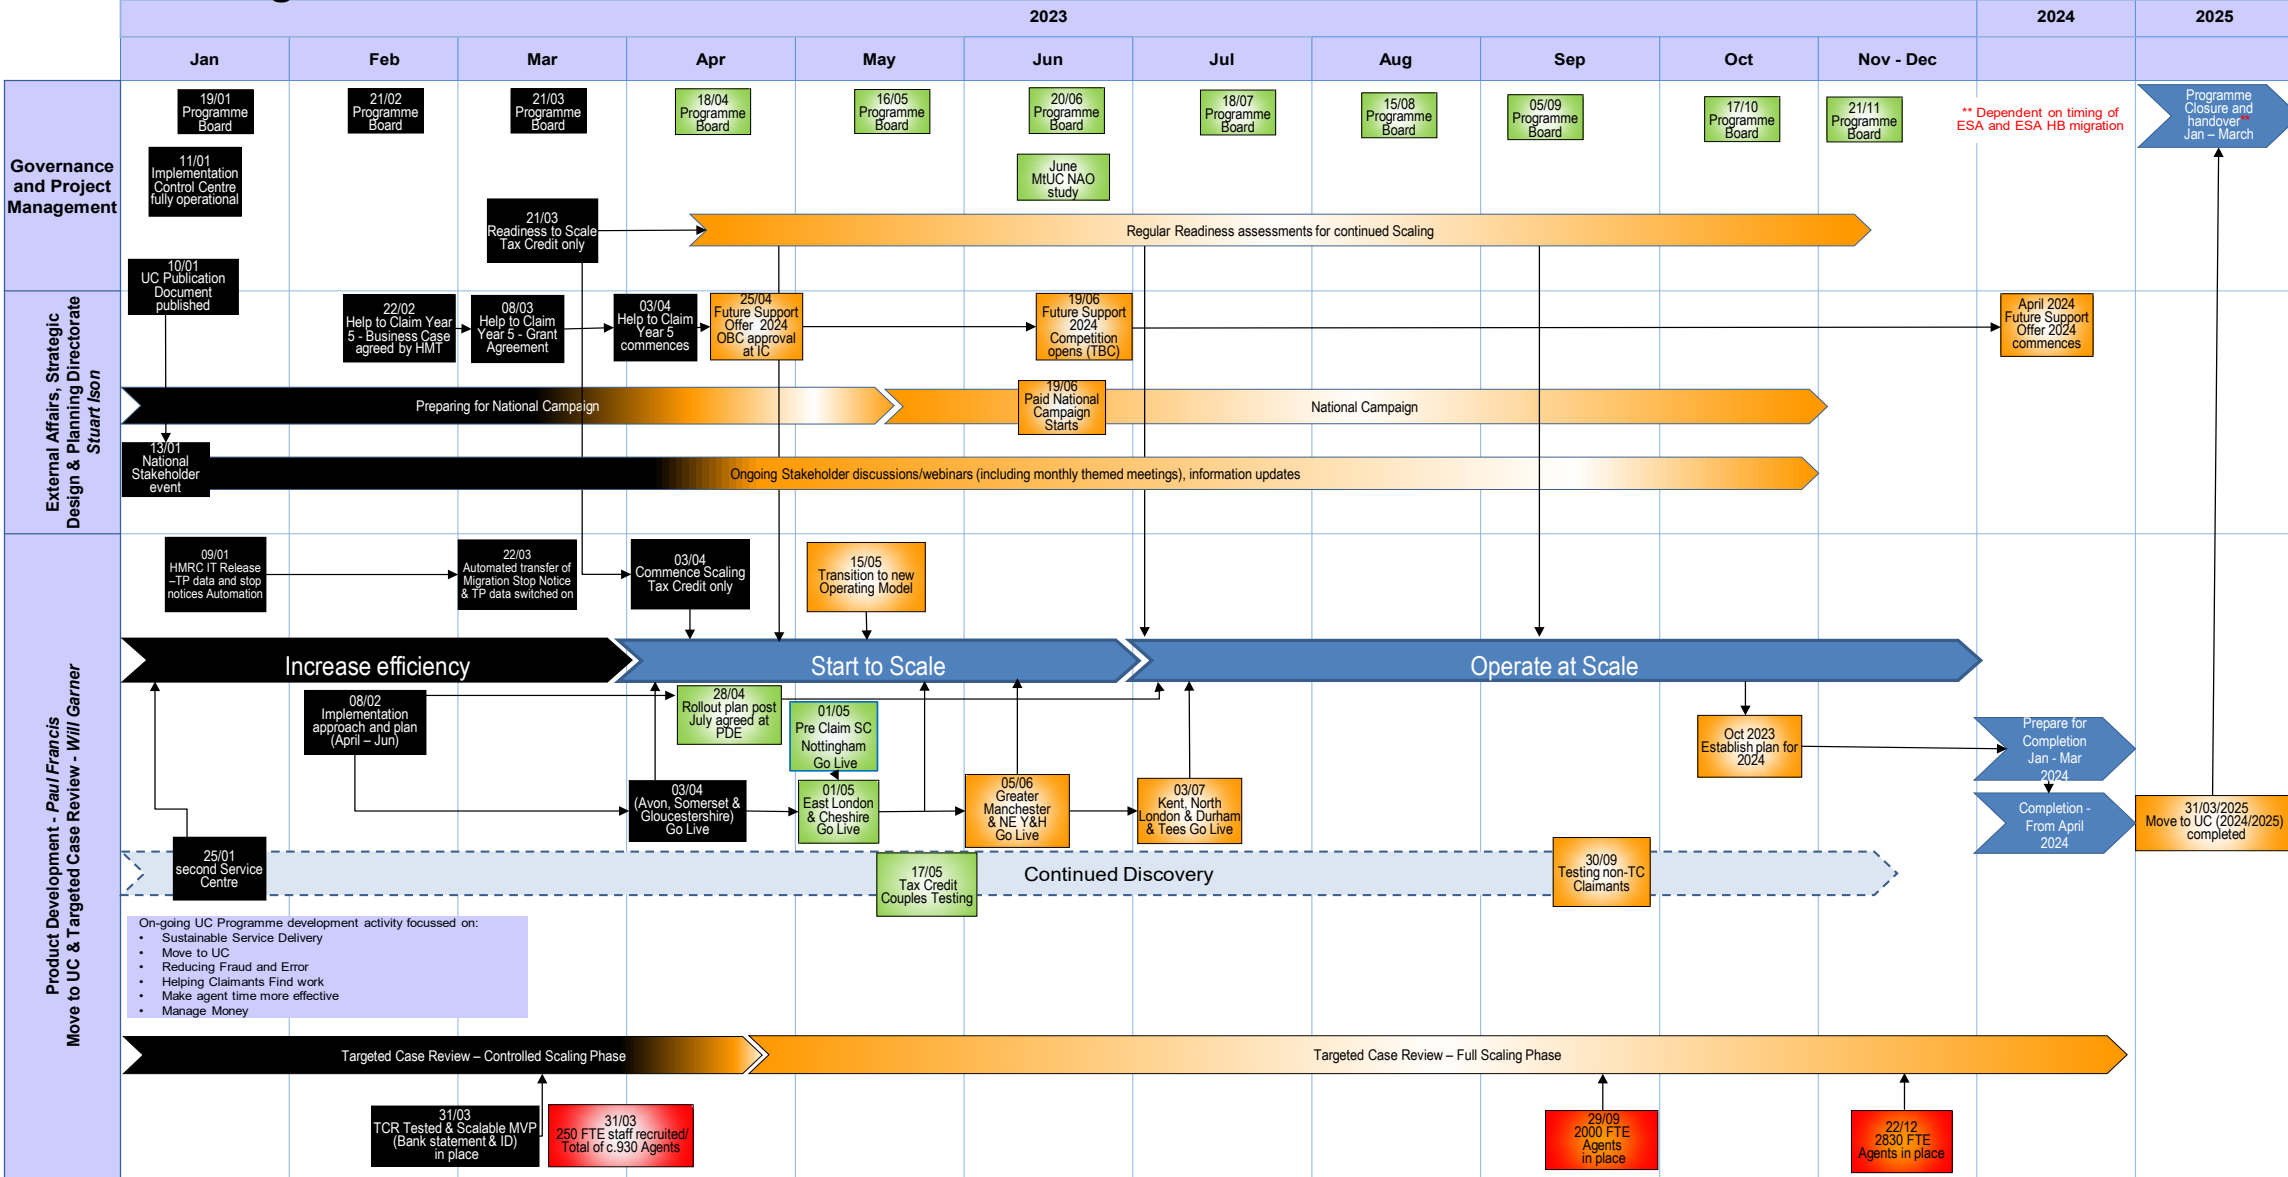 2023
2024
2025
Jan
Feb
Mar
Apr
May
Jun
Jul
Aug
Sep
Oct
Nov - Dec
Governance
and Project
Management
19/01
Programme
Board
21/02
Programme
Board
21/03
Programme
Board
18/04
Programme
Board
16/05
Programme
Board
20/06
Programme
Board
18/07
Programme
Board
15/08
Programme
Board
05/09
Programme
Board
17/10
Programme
Board
21/11
Programme
Board
** Dependent on timing of
ESA and ESA HB migration
Programme
Closure and
handover**
Jan – March
11/01
Implementation
Control Centre
fully operational
June
MtUC NAO
study
21/03
Readiness to Scale
Tax Credit only
Regular Readiness assessments for continued Scaling
10/01
UC Publication
Document
published
External Affairs, Strategic
Design & Planning Directorate
Stuart Ison
22/02
Help to Claim Year
5 - Business Case
agreed by HMT
08/03
Help to Claim
Year 5 - Grant
Agreement
03/04
Help to Claim
Year 5
commences
25/04
Future Support
Offer 2024
OBC approval
at IC
19/06
Future Support
2024
Competition
opens (TBC)
April 2024
Future Support
Offer 2024
commences
Preparing for National Campaign
19/06
Paid National
Campaign
Starts
National Campaign
13/01
National
Stakeholder
event
Ongoing Stakeholder discussions/webinars (including monthly themed meetings), information updates
Product Development - Paul Francis
Move to UC & Targeted Case Review - Will Garner
09/01
HMRC IT Release
–TP data and stop
notices Automation
22/03
Automated transfer of
Migration Stop Notice
& TP data switched on
03/04
Commence Scaling
Tax Credit only
15/05
Transition to new
Operating Model
Increase efficiency
Start to Scale
Operate at Scale
08/02
Implementation
approach and plan
(April – Jun)
28/04
Rollout plan post
July agreed at
PDE
01/05
Pre Claim SC
Nottingham
Go Live
Oct 2023
Establish plan for
2024
Prepare for
Completion
Jan - Mar
2024
03/04
(Avon, Somerset &
Gloucestershire)
Go Live
01/05
East London
& Cheshire
Go Live
05/06
Greater
Manchester
& NE Y&H
Go Live
03/07
Kent, North
London & Durham
& Tees Go Live
Completion -
From April
2024
31/03/2025
Move to UC (2024/2025)
completed
25/01
second Service
Centre
17/05
Tax Credit
Couples Testing
Continued Discovery
30/09
Testing non-TC
Claimants
On-going UC Programme development activity focussed on:
• Sustainable Service Delivery
• Move to UC
• Reducing Fraud and Error
• Helping Claimants Find work
• Make agent time more effective
• Manage Money
Targeted Case Review – Controlled Scaling Phase
Targeted Case Review – Full Scaling Phase
31/03
TCR Tested & Scalable MVP
(Bank statement & ID)
in place
31/03
250 FTE staff recruited/
Total of c.930 Agents
29/09
2000 FTE
Agents
in place
22/12
2830 FTE
Agents in place